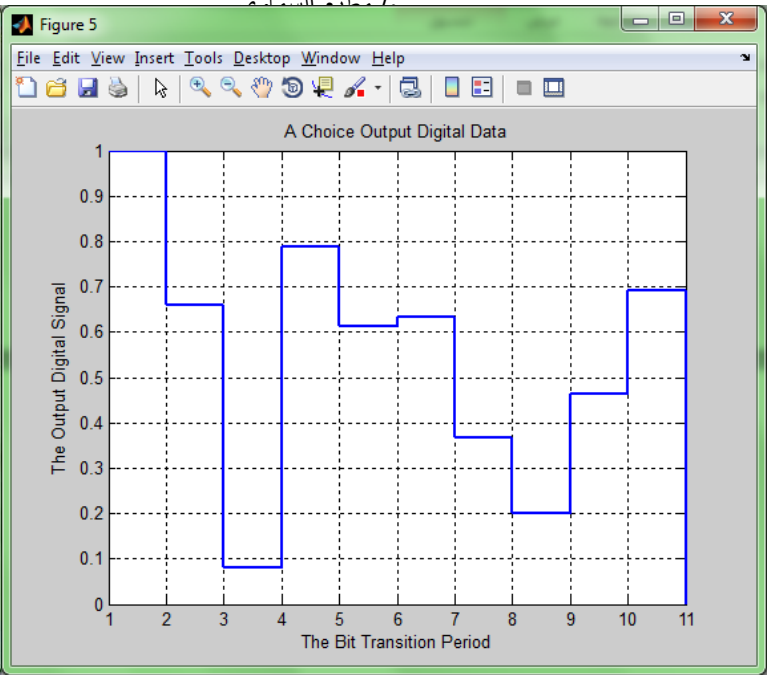 Figure 5
File Edit View Insert Tools Desktop Window Help
A Choice Output Digital Data
The Output Digital Signal
1
0.9
0.8
0.7
0.6
0.5
0.4
0.3
0.2
0.1
0
1 2 3 4 5 6 7 8 9 10 11
The Bit Transition Period